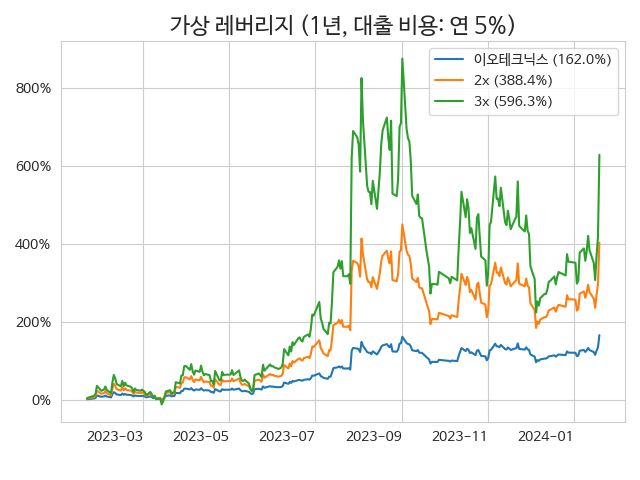 가상 레버리지 (1년, 대출 비용: 연 5%)
이오테크닉스 (162.0%)
2x (388.4%)
3x (596.3%)
800%
600%
400%
200%
0%
2023-03 2023-05 2023-07 2023-09 2023-11 2024-01